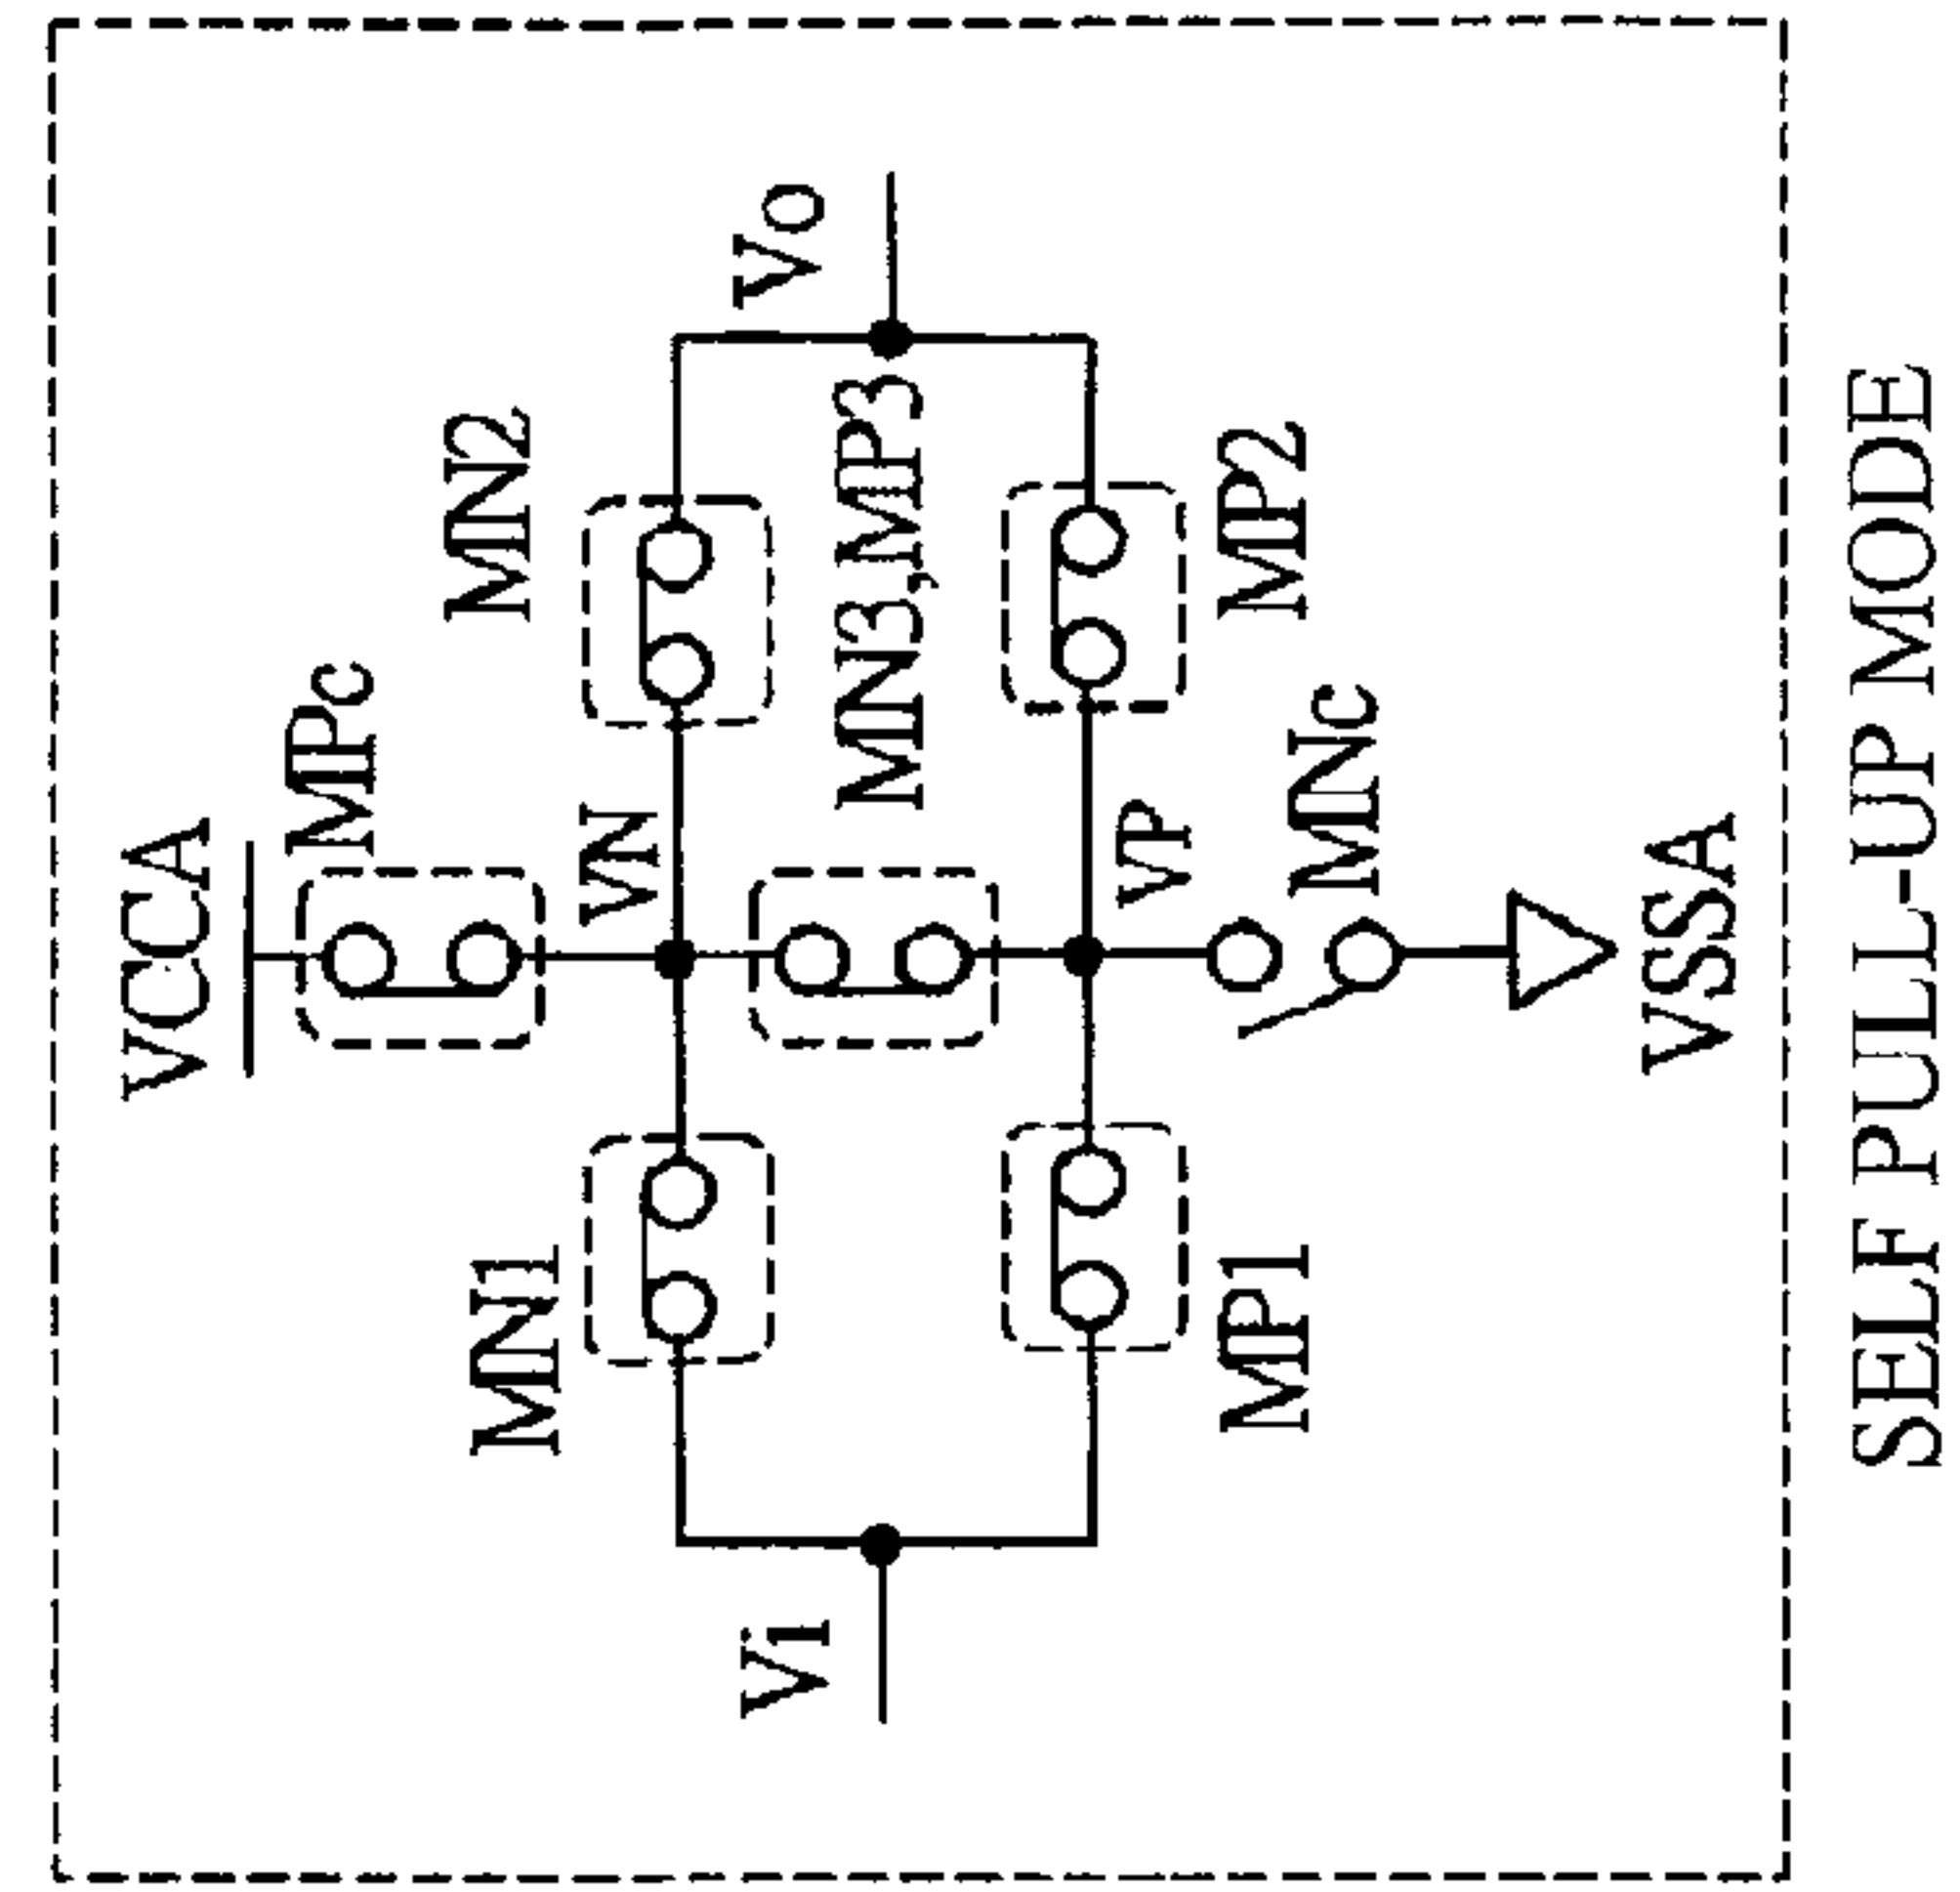 VCCA
MPc
MN1
VN
MN2
Vi
MN3,MP3
Vo
MP1
VP
MP2
MNc
VSSA
SELF PULL-UP MODE